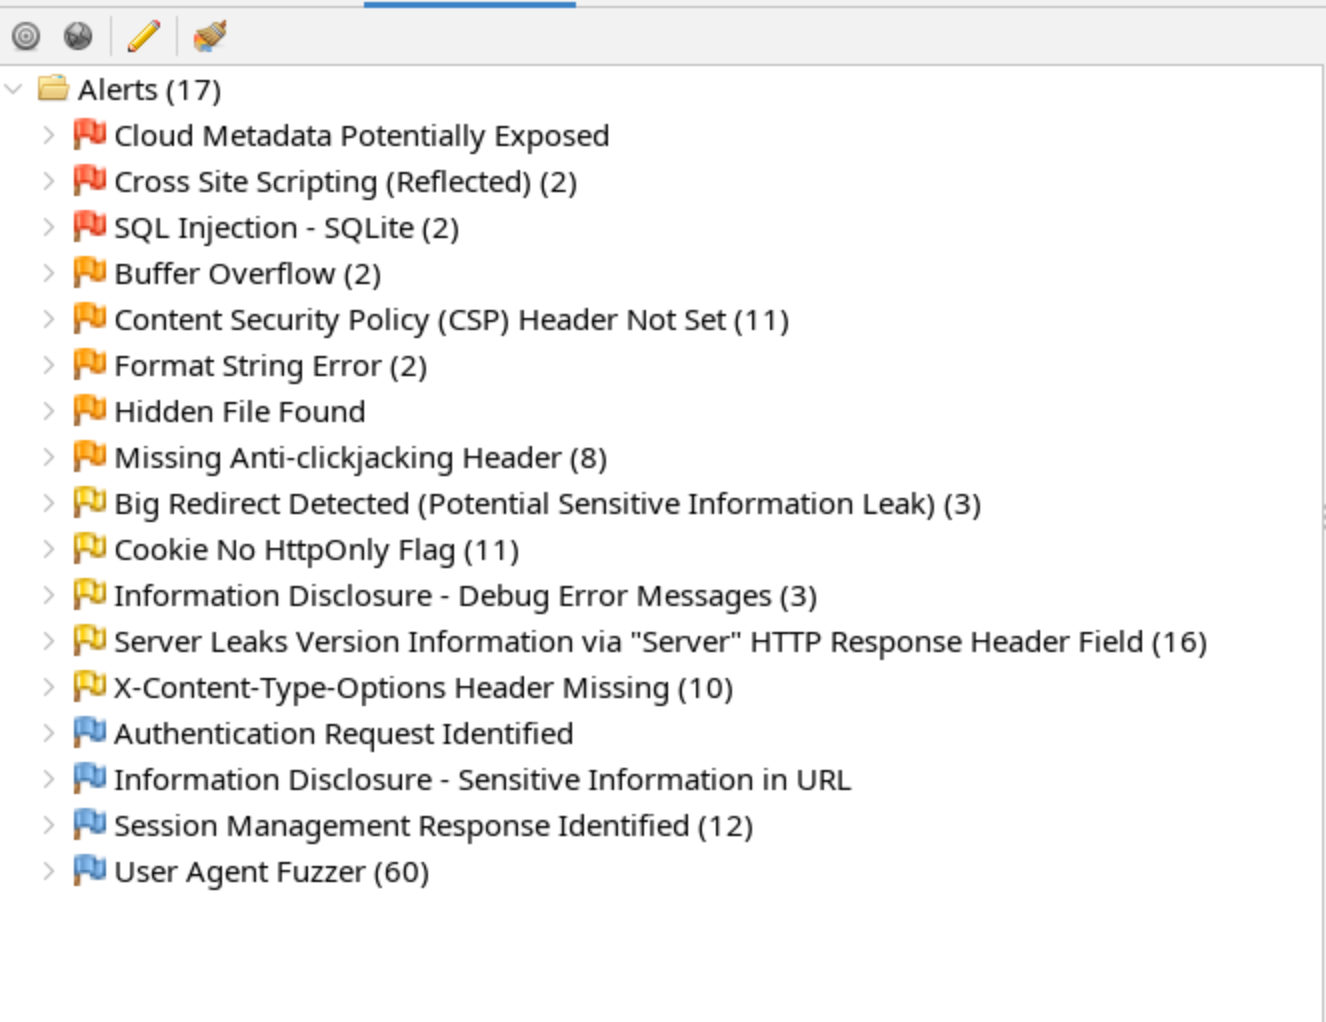 Alerts (17)
Cloud Metadata Potentially Exposed
Cross Site Scripting (Reflected) (2)
SQL Injection - SQLite (2)
Buffer Overflow (2)
Content Security Policy (CSP) Header Not Set (11)
Format String Error (2)
Hidden File Found
Missing Anti-clickjacking Header (8)
Big Redirect Detected (Potential Sensitive Information Leak) (3)
Cookie No HttpOnly Flag (11)
Information Disclosure - Debug Error Messages (3)
Server Leaks Version Information via "Server" HTTP Response Header Field (16)
X-Content-Type-Options Header Missing (10)
Authentication Request Identified
Information Disclosure - Sensitive Information in URL
Session Management Response Identified (12)
User Agent Fuzzer (60)